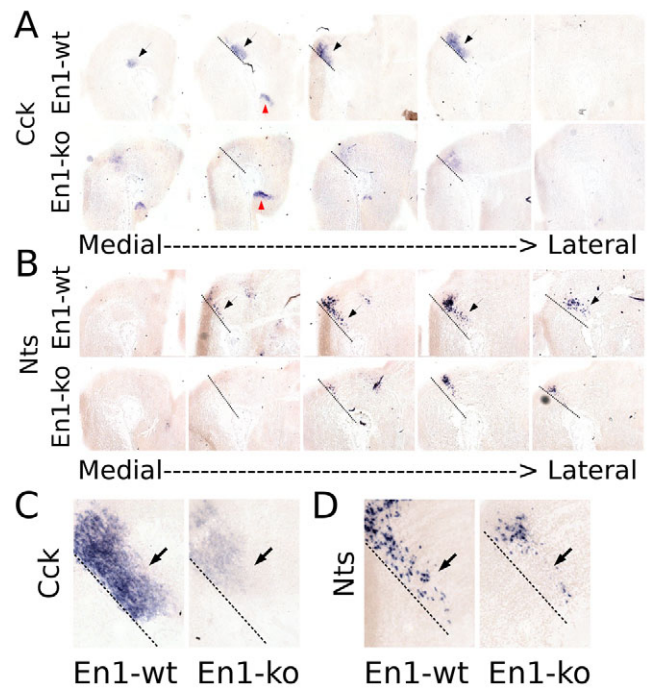 A
Cck
En1-wt
En1-ko
Medial----------------------------------> Lateral
B
Nts
En1-wt
En1-ko
Medial----------------------------------> Lateral
C
D
Cck
Nts
En1-wt En1-ko En1-wt En1-ko